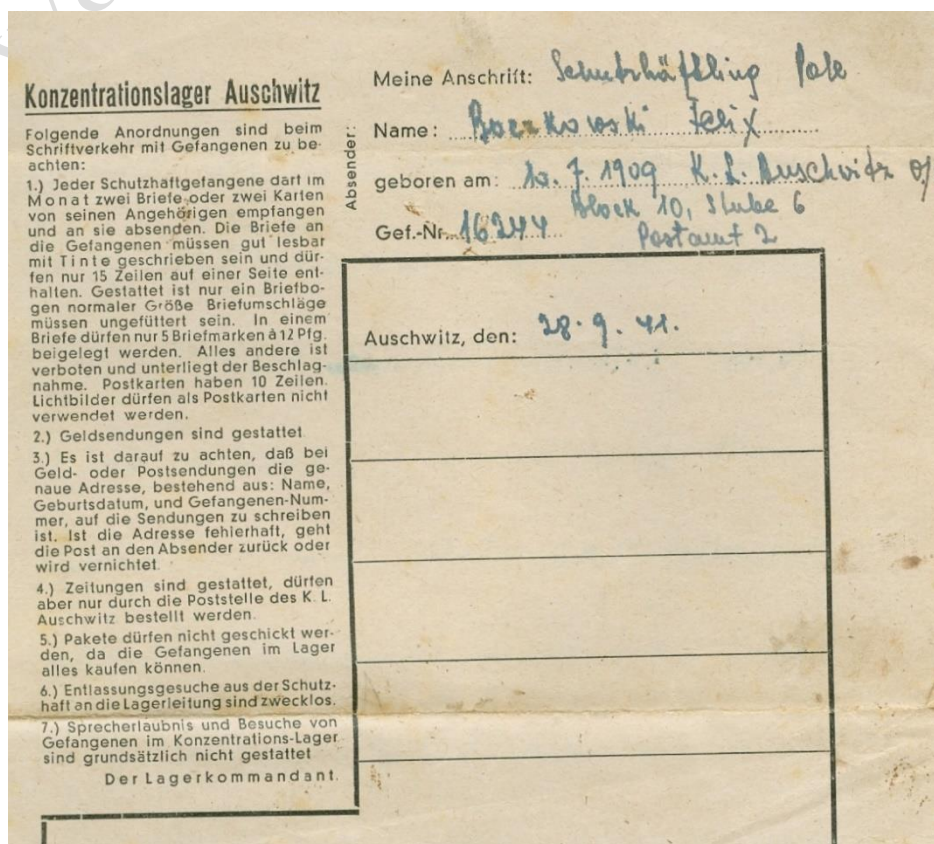 Konzentrationslager Auschwitz
Folgende Anordnungen sind beim
Schriftverkehr mit Gefangenen zu be-
achten:
1.) Jeder Schutzhaftgefangene darf im
Monat zwei Briefe oder zwei Karten
von seinen Angehörigen empfangen
und an sie absenden. Die Briefe an
die Gefangenen müssen gut lesbar
mit Tinte geschrieben sein und dür-
fen nur 15 Zeilen auf einer Seite ent-
halten. Gestattet ist nur ein Briefbo-
gen normaler Größe Briefumschläge
müssen ungefüttert sein. In einem
Briefe dürfen nur 5 Briefmarken à 12 Pfg.
beigelegt werden. Alles andere ist
verboten und unterliegt der Beschlag-
nahme. Postkarten haben 10 Zeilen.
Lichtbilder dürfen als Postkarten nicht
verwendet werden.
2.) Geldsendungen sind gestattet
3.) Es ist darauf zu achten, daß bei
Geld- oder Postsendungen die ge-
naue Adresse, bestehend aus: Name,
Geburtsdatum, und Gefangenen-Num-
mer, auf die Sendungen zu schreiben
ist. Ist die Adresse fehlerhaft, geht
die Post an den Absender zurück oder
wird vernichtet
4.) Zeitungen sind gestattet, dürfen
aber nur durch die Poststelle des K. L.
Auschwitz bestellt werden.
5.) Pakete dürfen nicht geschickt wer-
den, da die Gefangenen im Lager
alles kaufen können.
6.) Entlassungsgesuche aus der Schutz-
haft an die Lagerleitung sind zwecklos.
7.) Sprecherlaubnis und Besuche von
Gefangenen im Konzentrations-Lager
sind grundsätzlich nicht gestattet
Der Lagerkommandant.
Absender:
Meine Anschrift: Schutzhäftling Pole
Name: Boczkowski Felix
geboren am: 10. 7. 1909 K. L. Auschwitz
Block 10, Stube 6
Gef.-Nr. 16244 Postamt 2
Auschwitz, den: 28. 9. 41.